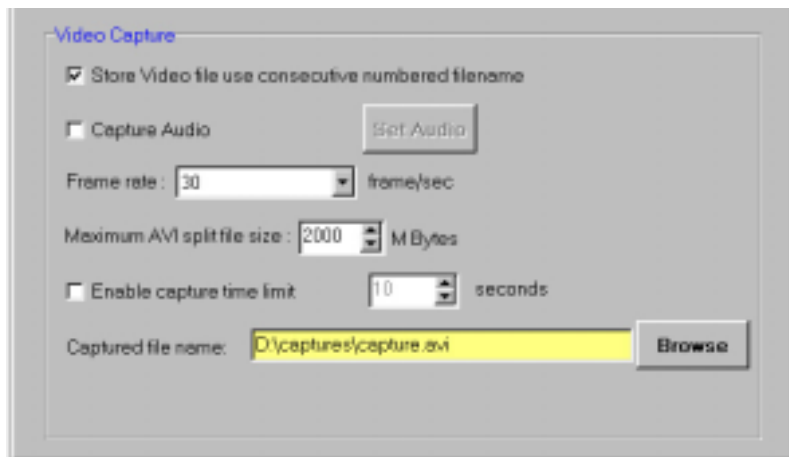 Video Capture
Store Video file use consecutive numbered filename
Capture Audio Set Audio
Frame rate : 30 frame/sec
Maximum AVI split file size : 2000 M Bytes
Enable capture time limit 10 seconds
Captured file name: D:\captures\capture.avi Browse